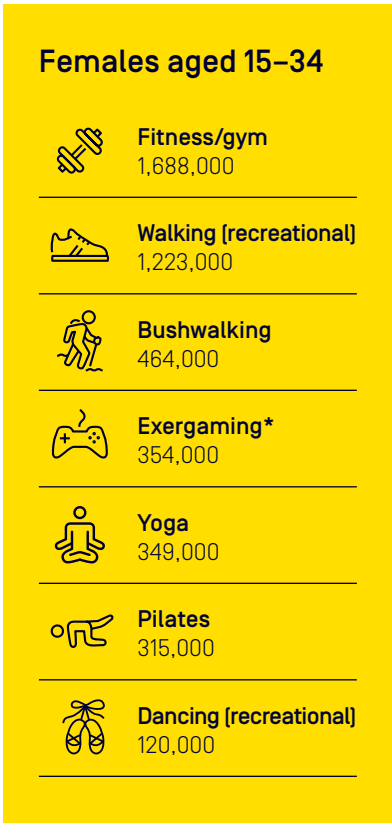 Females aged 15–34
Fitness/gym
1,688,000
Walking (recreational)
1,223,000
Bushwalking
464,000
Exergaming*
354,000
Yoga
349,000
Pilates
315,000
Dancing (recreational)
120,000